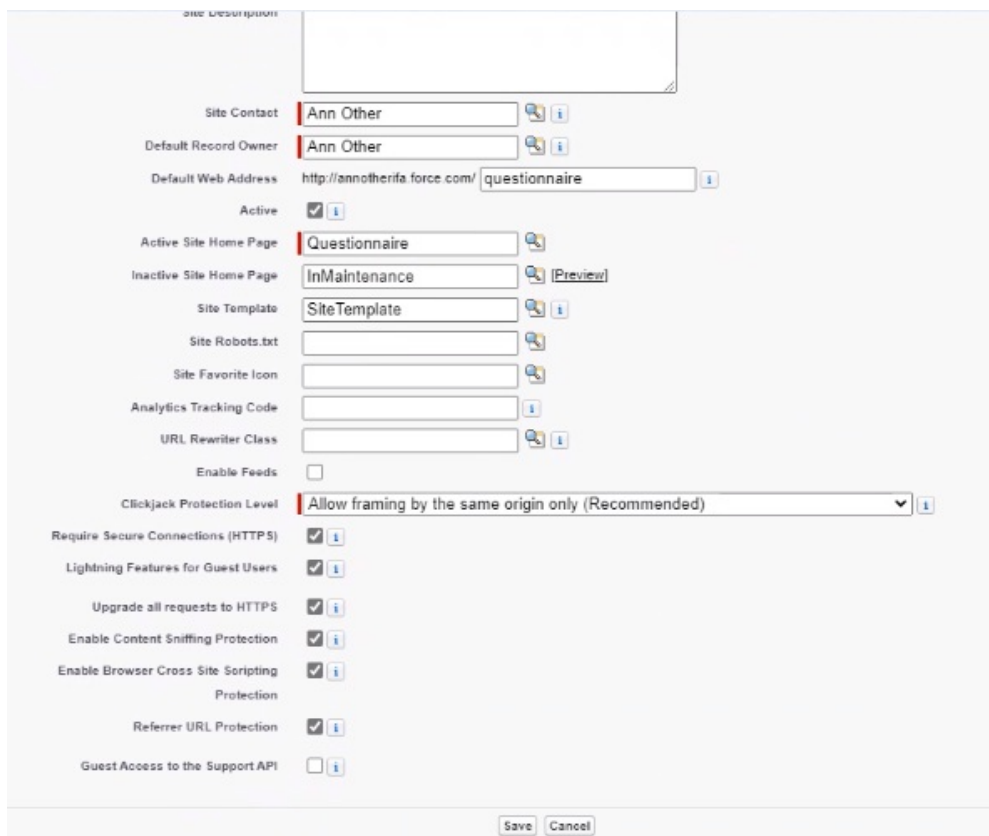 Site Description
Site Contact Ann Other
Default Record Owner Ann Other
Default Web Address http://annotherifa.force.com/ questionnaire
Active
Active Site Home Page Questionnaire
Inactive Site Home Page InMaintenance [Preview]
Site Template SiteTemplate
Site Robots.txt
Site Favorite Icon
Analytics Tracking Code
URL Rewriter Class
Enable Feeds
Clickjack Protection Level Allow framing by the same origin only (Recommended)
Require Secure Connections (HTTPS)
Lightning Features for Guest Users
Upgrade all requests to HTTPS
Enable Content Sniffing Protection
Enable Browser Cross Site Scripting
Protection
Referrer URL Protection
Guest Access to the Support API
Save Cancel